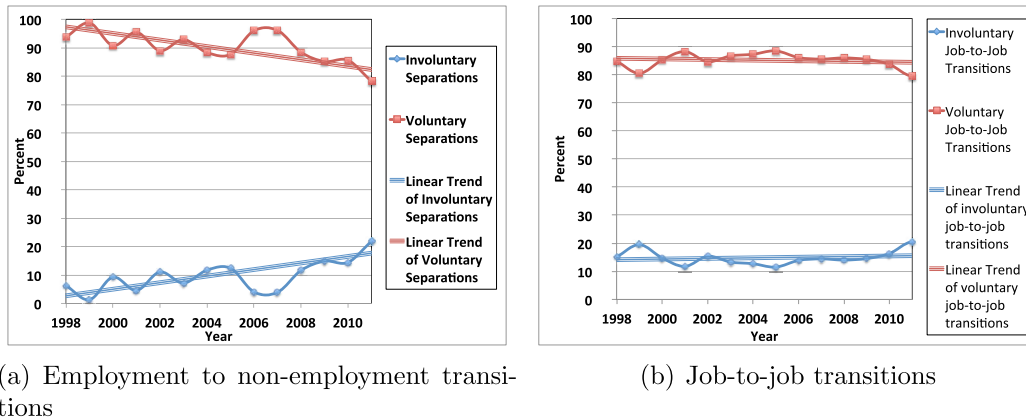 100
90
80
70
60
50
40
30
20
10
0
Percent
1998 2000 2002 2004 2006 2008 2010
Year
Involuntary
Separations
Voluntary
Separations
Linear Trend
of Involuntary
Separations
Linear Trend
of Voluntary
Separations
(a) Employment to non-employment transi-
tions
100
90
80
70
60
50
40
30
20
10
0
Percent
1998 2000 2002 2004 2006 2008 2010
Year
Involuntary
Job-to-Job
Transitions
Voluntary
Job-to-Job
Transitions
Linear Trend
of involuntary
job-to-job
transitions
Linear Trend
of voluntary
job-to-job
transitions
(b) Job-to-job transitions